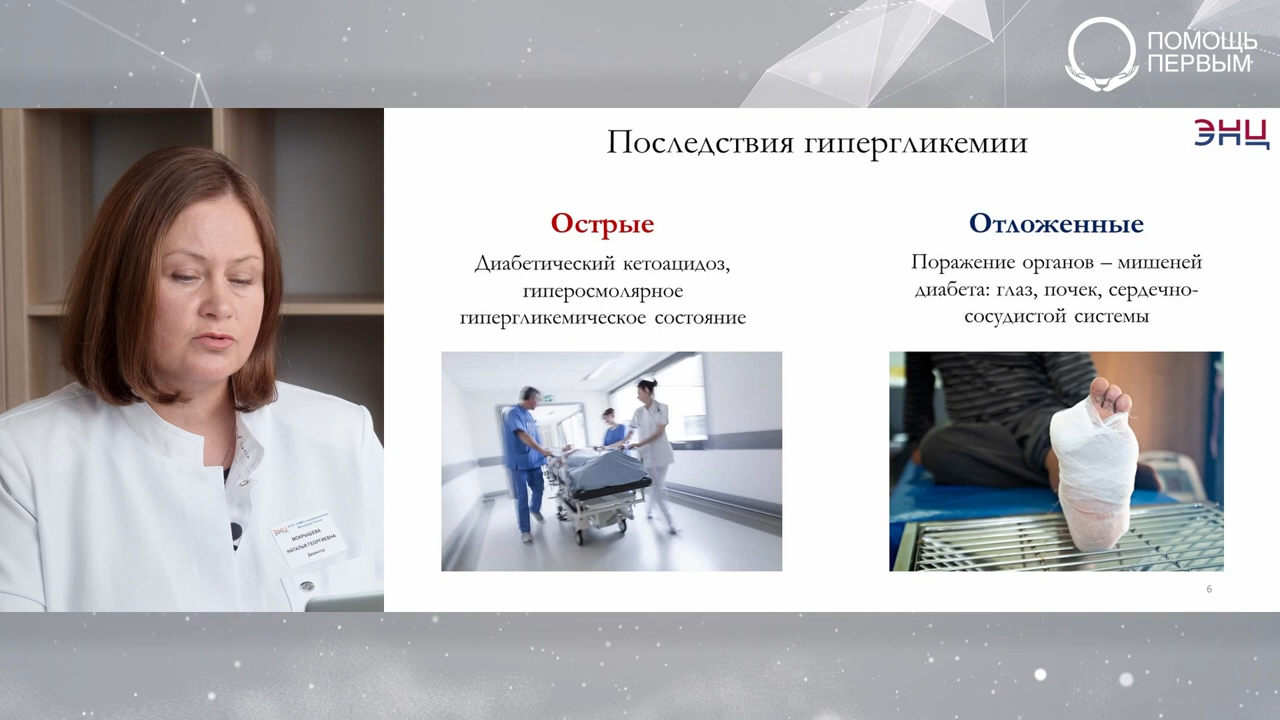 ПОМОЩЬ
ПЕРВЫМ
ЭНЦ
Последствия гипергликемии
Острые
Диабетический кетоацидоз,
гиперосмолярное
гипергликемическое состояние
Отложенные
Поражение органов – мишеней
диабета: глаз, почек, сердечно-
сосудистой системы
6
ЭНЦ
МОКРЫШЕВА
НАТАЛЬЯ ГЕОРГИЕВНА
Директор